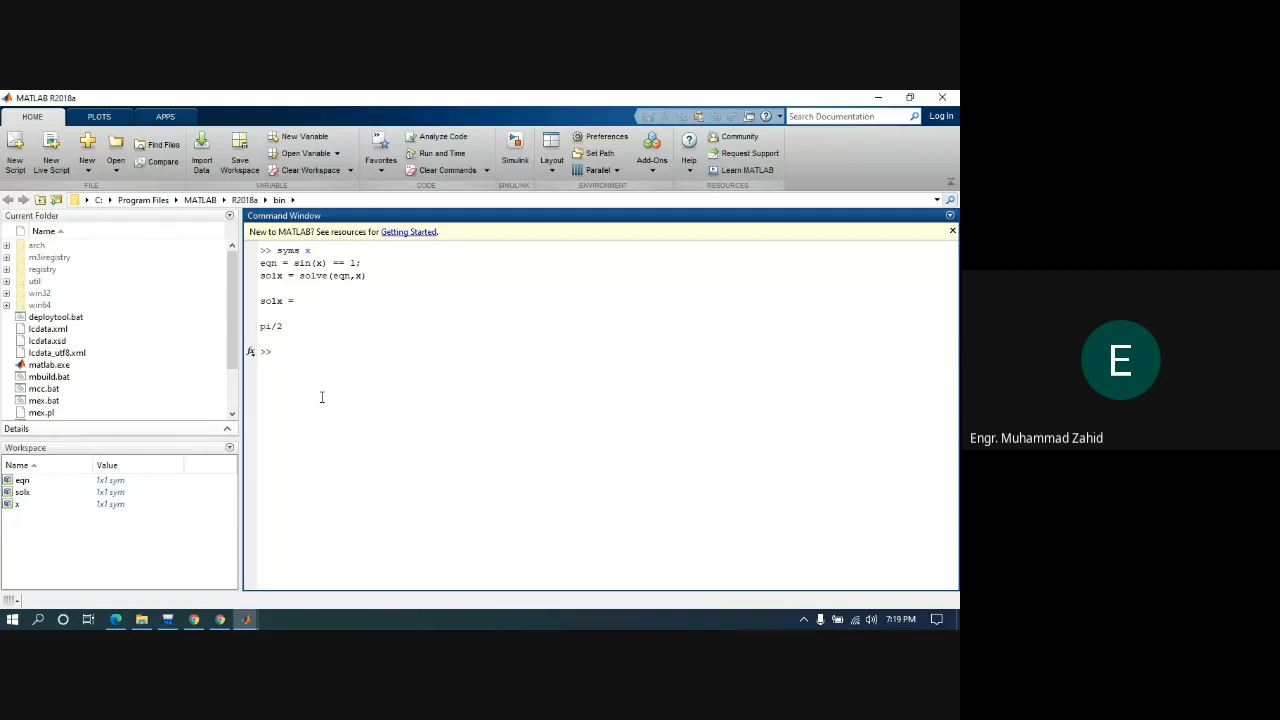 MATLAB R2018a
HOME PLOTS APPS
Search Documentation Log In
New Script
New Live Script
New
Open
Find Files
Compare
Import Data
Save Workspace
New Variable
Open Variable
Clear Workspace
Favorites
Analyze Code
Run and Time
Clear Commands
Simulink
Layout
Preferences
Set Path
Parallel
Add-Ons
Help
Community
Request Support
Learn MATLAB
FILE VARIABLE CODE SIMULINK ENVIRONMENT RESOURCES
C: Program Files MATLAB R2018a bin
Current Folder
Name
arch
m3iregistry
registry
util
win32
win64
deploytool.bat
lcdata.xml
lcdata.xsd
lcdata_utf8.xml
matlab.exe
mbuild.bat
mcc.bat
mex.bat
mex.pl
Details
Workspace
Name Value
eqn 1x1 sym
solx 1x1 sym
x 1x1 sym
Command Window
New to MATLAB? See resources for Getting Started.
>> syms x
eqn = sin(x) == 1;
solx = solve(eqn,x)
solx =
pi/2
fx >>
7:19 PM
E
Engr. Muhammad Zahid